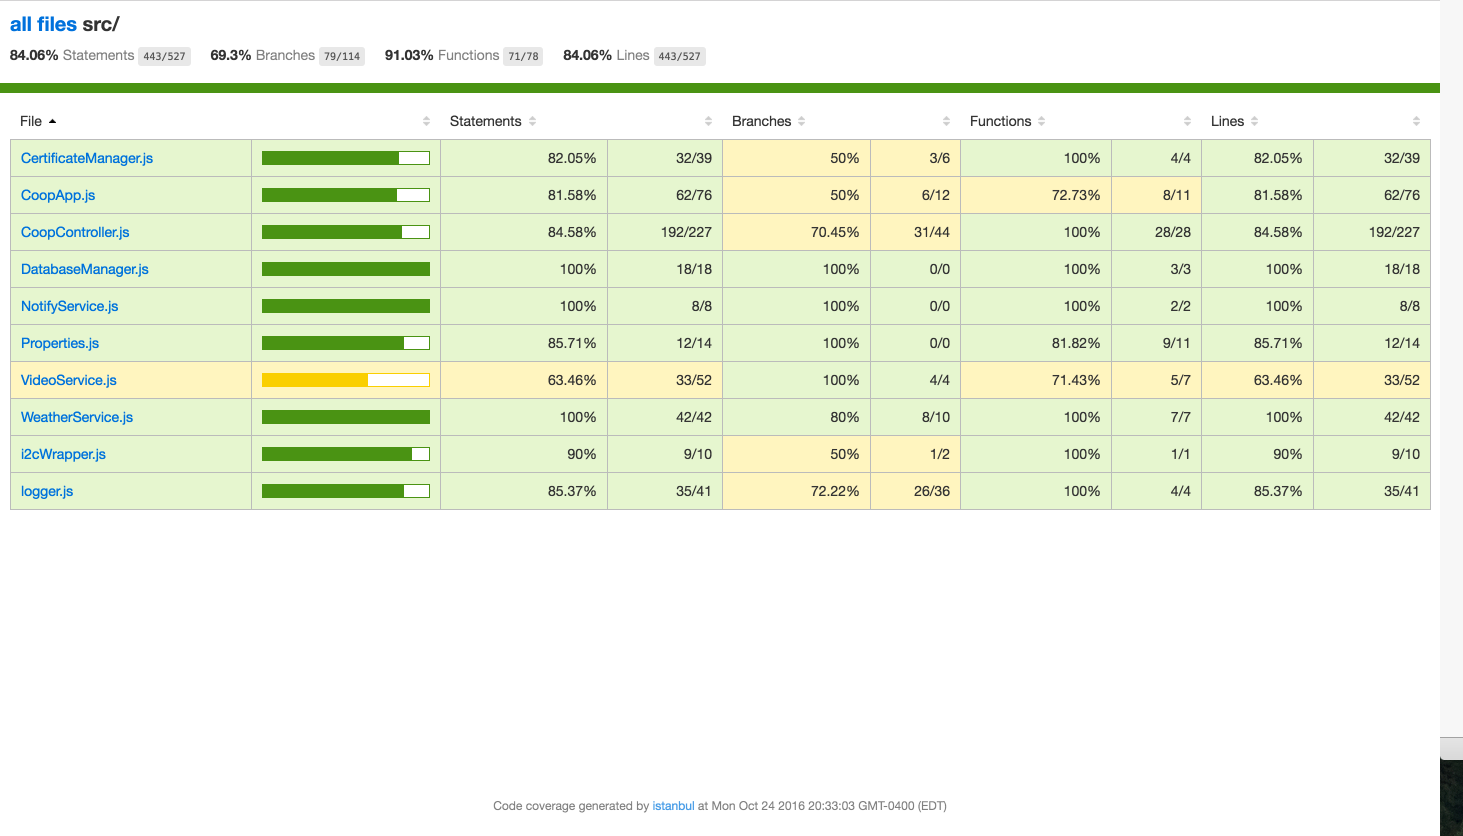 all files src/
84.06% Statements 443/527 69.3% Branches 79/114 91.03% Functions 71/78 84.06% Lines 443/527
File Statements Branches Functions Lines
CertificateManager.js 82.05% 32/39 50% 3/6 100% 4/4 82.05% 32/39
CoopApp.js 81.58% 62/76 50% 6/12 72.73% 8/11 81.58% 62/76
CoopController.js 84.58% 192/227 70.45% 31/44 100% 28/28 84.58% 192/227
DatabaseManager.js 100% 18/18 100% 0/0 100% 3/3 100% 18/18
NotifyService.js 100% 8/8 100% 0/0 100% 2/2 100% 8/8
Properties.js 85.71% 12/14 100% 0/0 81.82% 9/11 85.71% 12/14
VideoService.js 63.46% 33/52 100% 4/4 71.43% 5/7 63.46% 33/52
WeatherService.js 100% 42/42 80% 8/10 100% 7/7 100% 42/42
i2cWrapper.js 90% 9/10 50% 1/2 100% 1/1 90% 9/10
logger.js 85.37% 35/41 72.22% 26/36 100% 4/4 85.37% 35/41
Code coverage generated by istanbul at Mon Oct 24 2016 20:33:03 GMT-0400 (EDT)